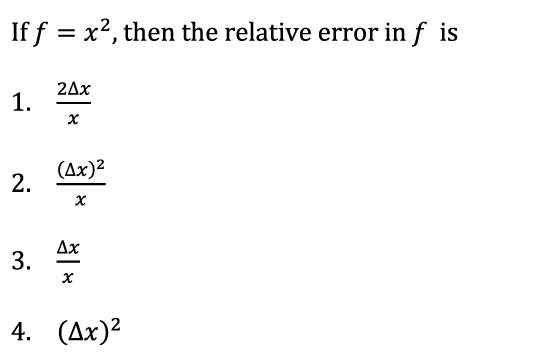 If f = x², then the relative error in f is
1. 2Δx/x
2. (Δx)²/x
3. Δx/x
4. (Δx)²